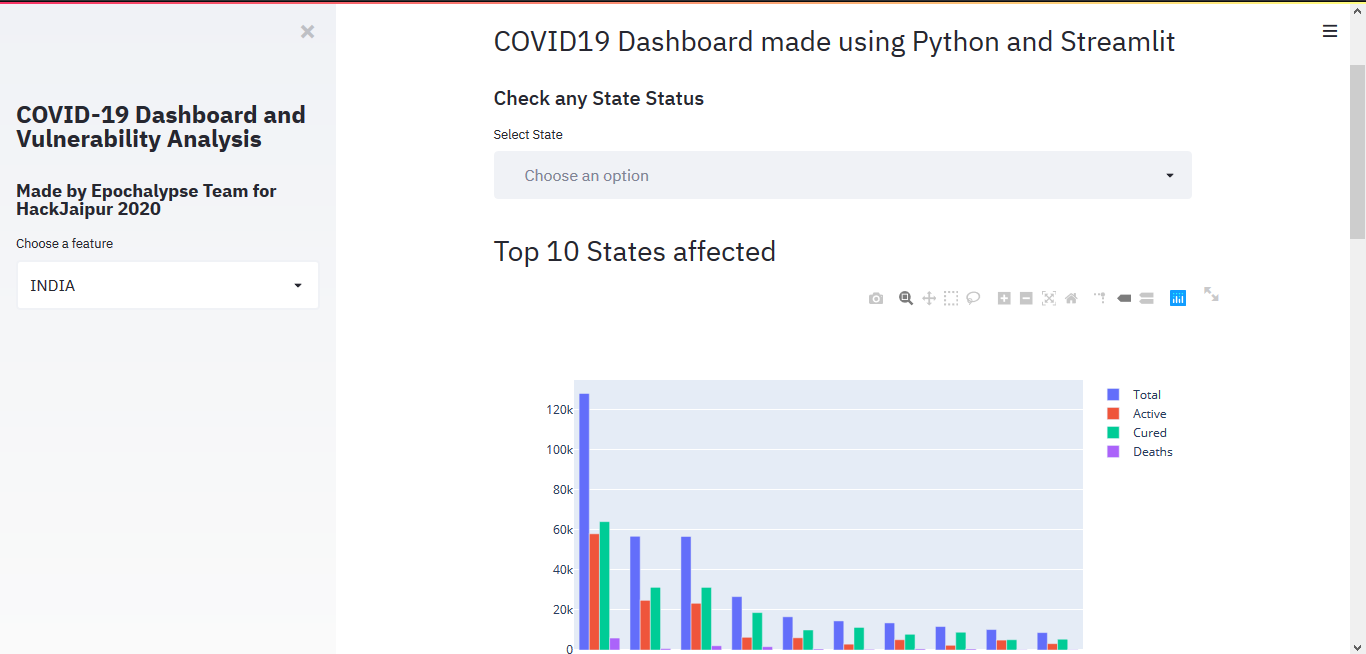 COVID-19 Dashboard and
Vulnerability Analysis
Made by Epochalypse Team for
HackJaipur 2020
Choose a feature
INDIA
COVID19 Dashboard made using Python and Streamlit
Check any State Status
Select State
Choose an option
Top 10 States affected
120k
100k
80k
60k
40k
20k
0
Total
Active
Cured
Deaths